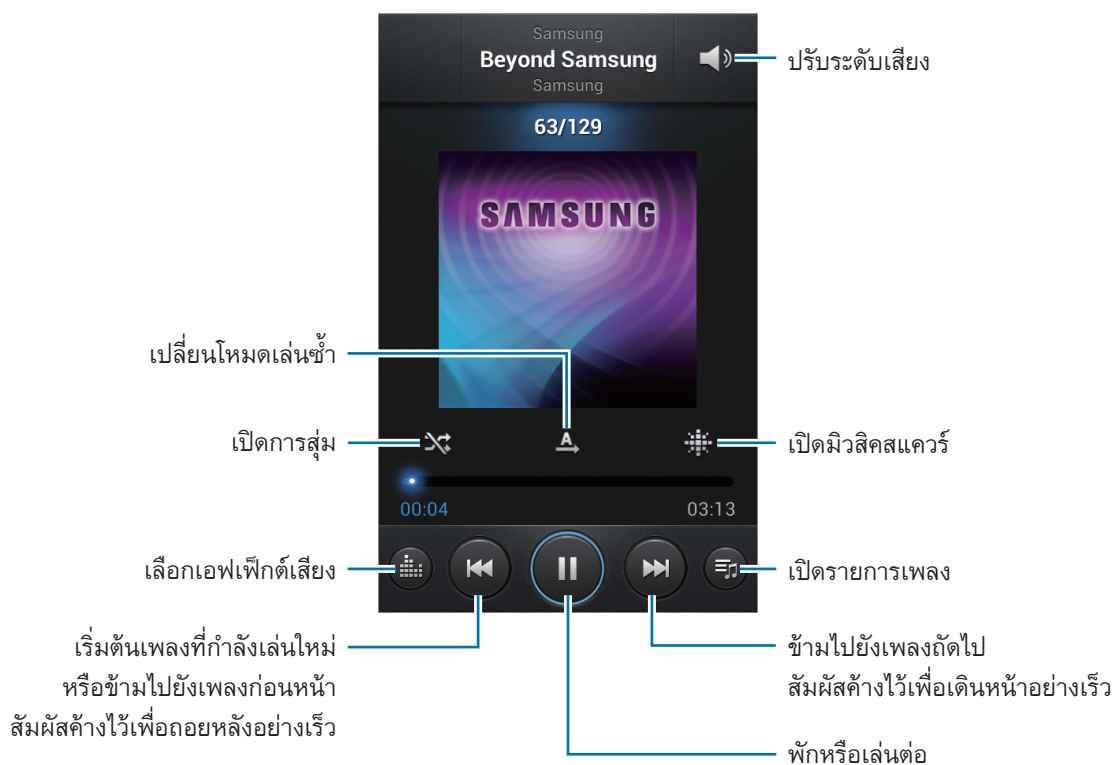 Samsung
Beyond Samsung
Samsung
ปรับระดับเสียง
63/129
SAMSUNG
เปลี่ยนโหมดเล่นซ้ำ
เปิดการสุ่ม
A
เปิดมิวสิคสแควร์
00:04
03:13
เลือกเอฟเฟ็กต์เสียง
เปิดรายการเพลง
เริ่มต้นเพลงที่กำลังเล่นใหม่
หรือข้ามไปยังเพลงก่อนหน้า
สัมผัสค้างไว้เพื่อถอยหลังอย่างเร็ว
ข้ามไปยังเพลงถัดไป
สัมผัสค้างไว้เพื่อเดินหน้าอย่างเร็ว
พักหรือเล่นต่อ